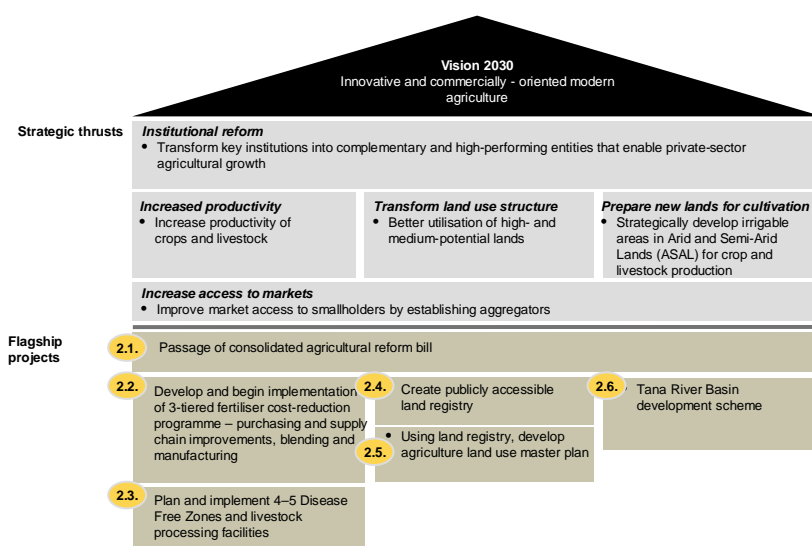 Vision 2030
Innovative and commercially - oriented modern
agriculture
Strategic thrusts
Institutional reform
• Transform key institutions into complementary and high-performing entities that enable private-sector
agricultural growth
Increased productivity
• Increase productivity of
crops and livestock
Transform land use structure
• Better utilisation of high- and
medium-potential lands
Prepare new lands for cultivation
• Strategically develop irrigable
areas in Arid and Semi-Arid
Lands (ASAL) for crop and
livestock production
Increase access to markets
• Improve market access to smallholders by establishing aggregators
Flagship
projects
2.1.
Passage of consolidated agricultural reform bill
2.2.
Develop and begin implementation
of 3-tiered fertiliser cost-reduction
programme – purchasing and supply
chain improvements, blending and
manufacturing
2.3.
Plan and implement 4–5 Disease
Free Zones and livestock
processing facilities
2.4.
Create publicly accessible
land registry
2.5.
• Using land registry, develop
agriculture land use master plan
2.6.
• Tana River Basin
development scheme